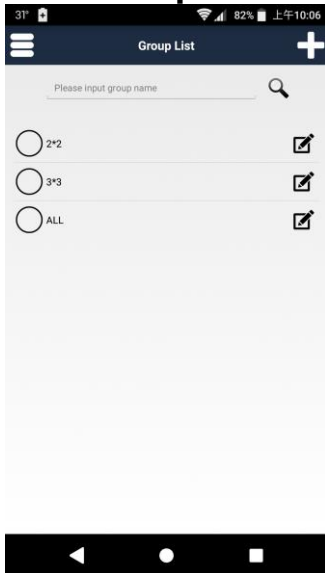 31° 82% 上午10:06
Group List
Please input group name
2*2
3*3
ALL